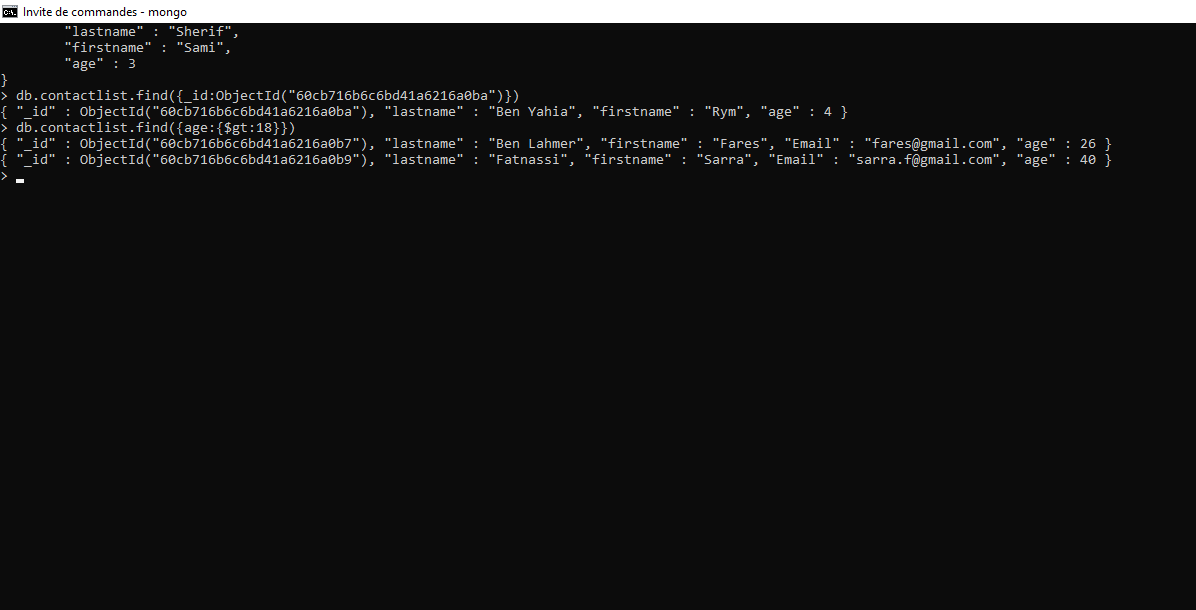 Invite de commandes - mongo
"lastname" : "Sherif",
"firstname" : "Sami",
"age" : 3
}
> db.contactlist.find({_id:ObjectId("60cb716b6c6bd41a6216a0ba")})
{ "_id" : ObjectId("60cb716b6c6bd41a6216a0ba"), "lastname" : "Ben Yahia", "firstname" : "Rym", "age" : 4 }
> db.contactlist.find({age:{$gt:18}})
{ "_id" : ObjectId("60cb716b6c6bd41a6216a0b7"), "lastname" : "Ben Lahmer", "firstname" : "Fares", "Email" : "fares@gmail.com", "age" : 26 }
{ "_id" : ObjectId("60cb716b6c6bd41a6216a0b9"), "lastname" : "Fatnassi", "firstname" : "Sarra", "Email" : "sarra.f@gmail.com", "age" : 40 }
>